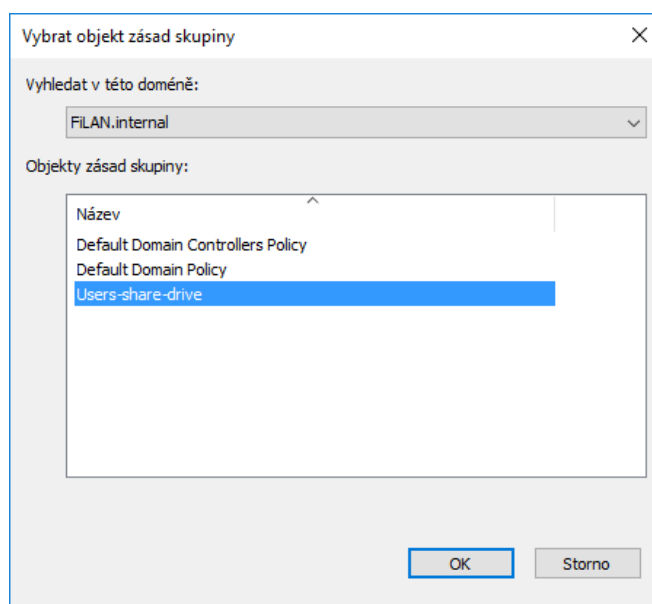 Vybrat objekt zásad skupiny
Vyhledat v této doméně:
FiLAN.internal
Objekty zásad skupiny:
Název
Default Domain Controllers Policy
Default Domain Policy
Users-share-drive
OK Storno